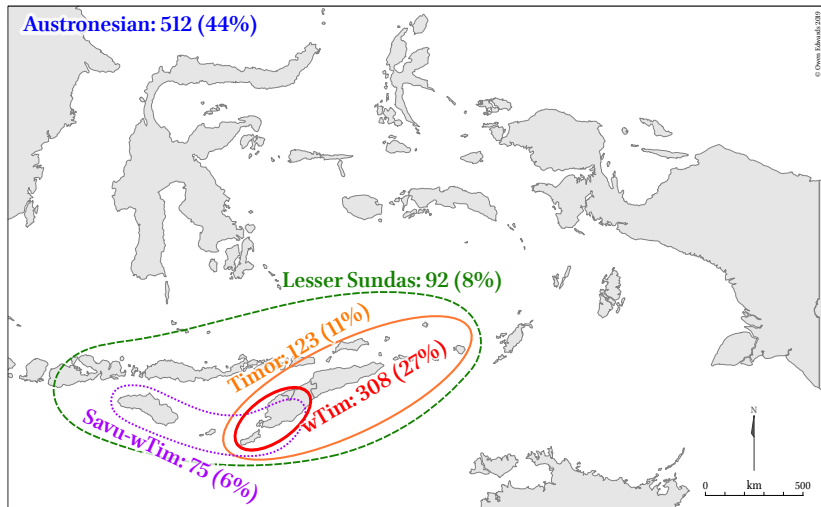 Austronesian: 512 (44%)
© Owen Edwards 2019
Lesser Sundas: 92 (8%)
Timor: 123 (11%)
wTim: 308 (27%)
Savu-wTim: 75 (6%)
N
0 km 500